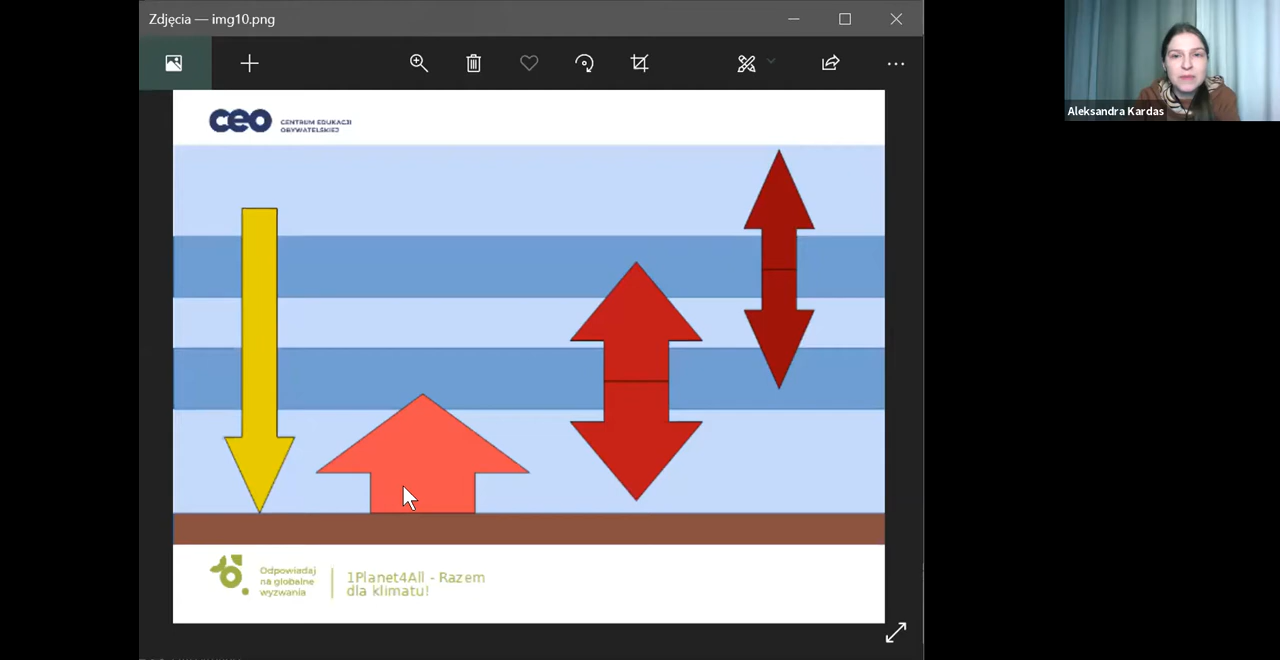 Zdjęcia — img10.png
Aleksandra Kardas
ceo
CENTRUM EDUKACJI
OBYWATELSKIEJ
Odpowiadaj
na globalne
wyzwania
1Planet4All - Razem
dla klimatu!